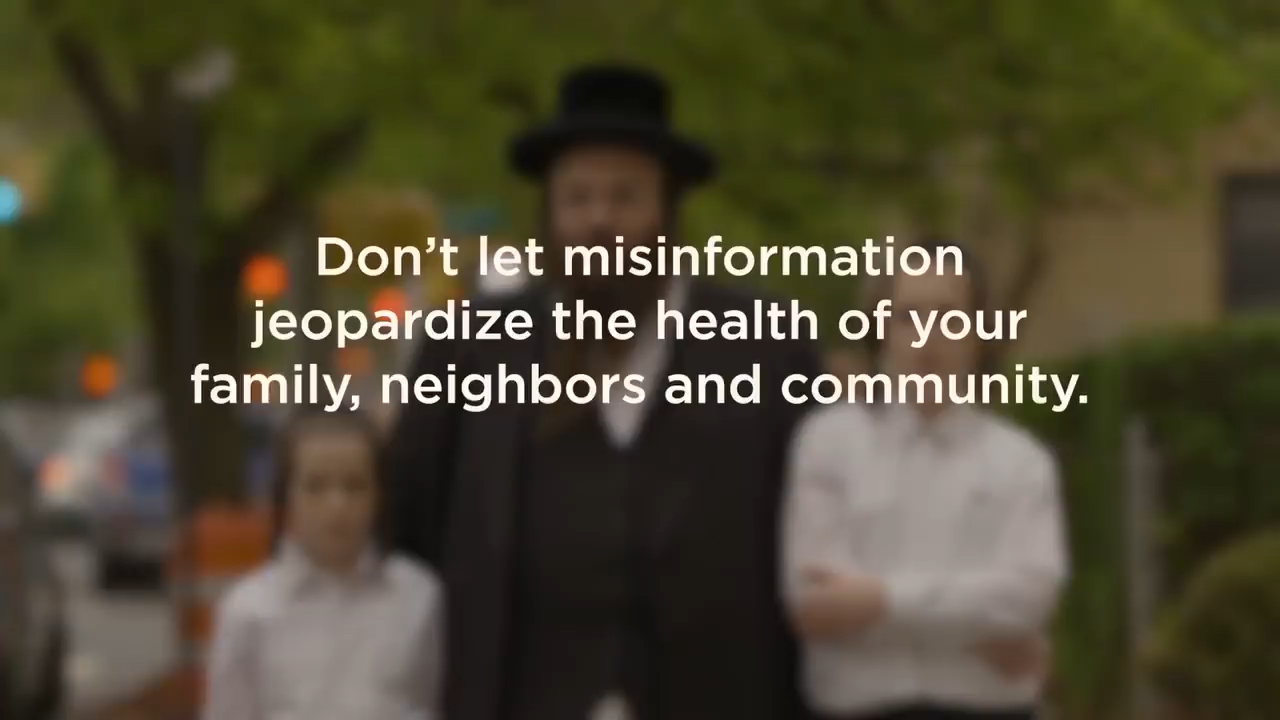 Don’t let misinformation
jeopardize the health of your
family, neighbors and community.